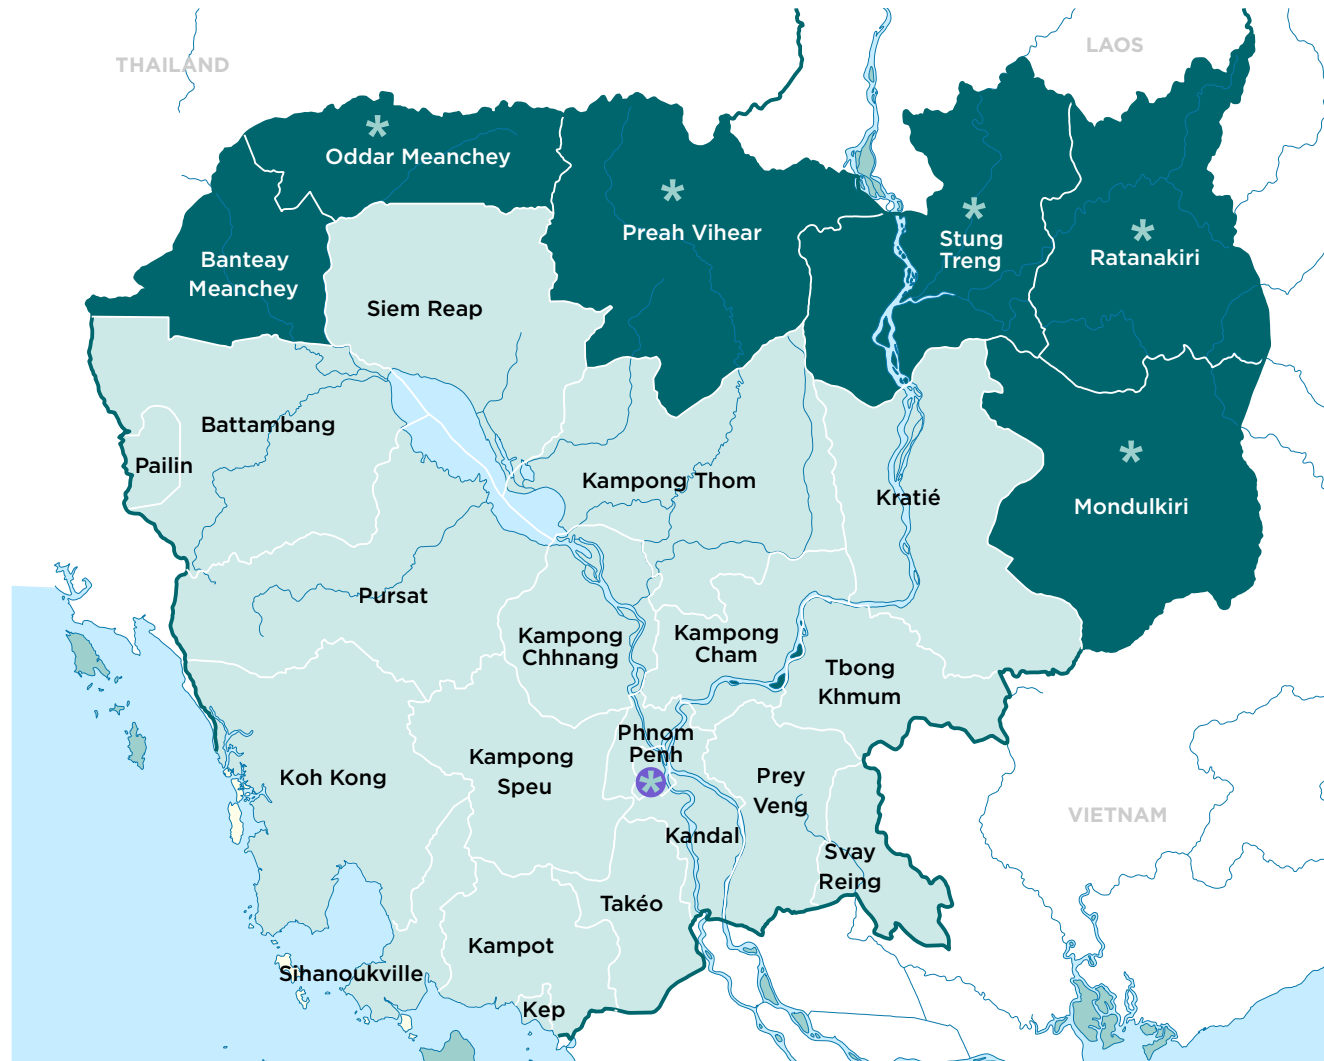 THAILAND
LAOS
Oddar Meanchey
Preah Vihear
Stung
Treng
Ratanakiri
Banteay
Meanchey
Siem Reap
Battambang
Pailin
Kampong Thom
Kratié
Mondulkiri
Pursat
Kampong
Chhnang
Kampong
Cham
Tbong
Khmum
Phnom
Penh
Koh Kong
Kampong
Speu
Prey
Veng
VIETNAM
Kandal
Svay
Reing
Takéo
Kampot
Sihanoukville
Kep